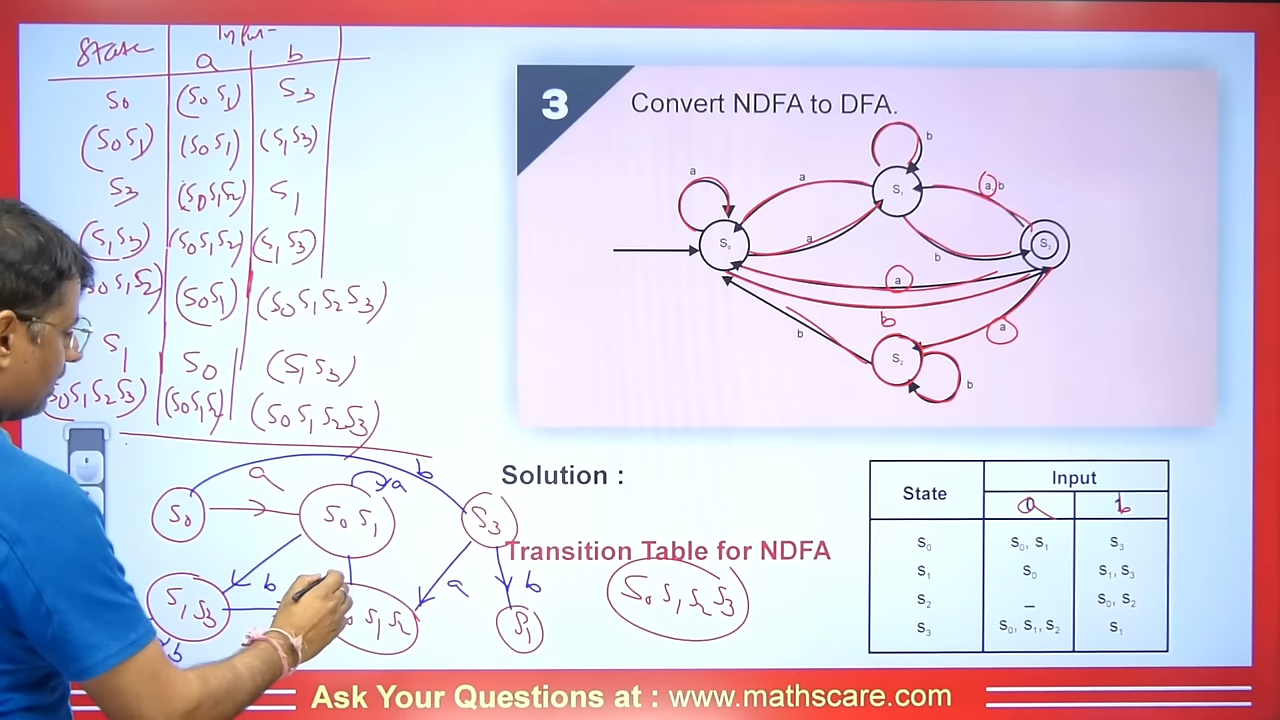 State Input
a b
S0 (S0 S1) S3
(S0 S1) (S0 S1) (S1 S3)
S3 (S0 S1 S2) S1
(S1 S3) (S0 S1 S2) (S1 S3)
S0 S1 S2) (S0 S1) (S0 S1 S2 S3)
S1 S0 (S1 S3)
S0 S1 S2 S3) (S0 S1 S2) (S0 S1 S2 S3)
3 Convert NDFA to DFA.
b
a a S1 a, b
S0 a b S3
a
b
b S2 a
b
a b
S0 S0 S1 a S3
b a b
S1 S3 S1 S2 S1
b
S0 S1 S2 S3
Solution :
Transition Table for NDFA
State Input
a b
S0 S0, S1 S3
S1 S0 S1, S3
S2 – S0, S2
S3 S0, S1, S2 S1
Ask Your Questions at : www.mathscare.com